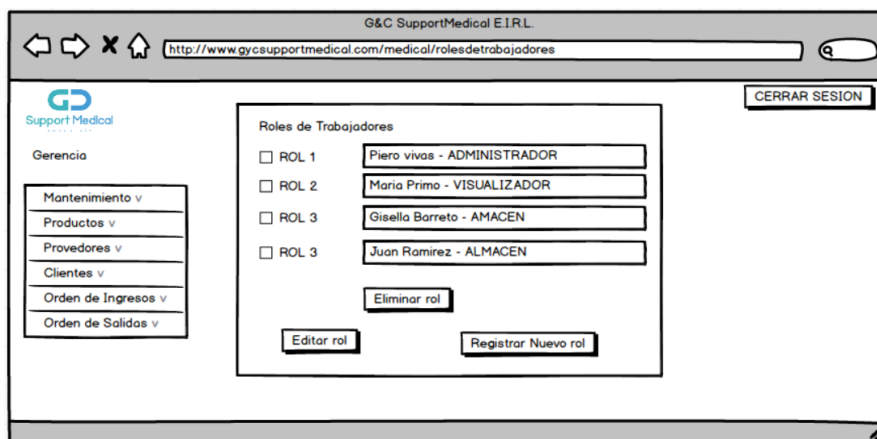 G&C SupportMedical E.I.R.L.
http://www.gycsupportmedical.com/medical/rolesdetrabajadores
CERRAR SESION
Support Medical
Gerencia
Mantenimiento v
Productos v
Provedores v
Clientes v
Orden de Ingresos v
Orden de Salidas v
Roles de Trabajadores
ROL 1 Piero vivas - ADMINISTRADOR
ROL 2 Maria Primo - VISUALIZADOR
ROL 3 Gisella Barreto - AMACEN
ROL 3 Juan Ramirez - ALMACEN
Eliminar rol
Editar rol
Registrar Nuevo rol